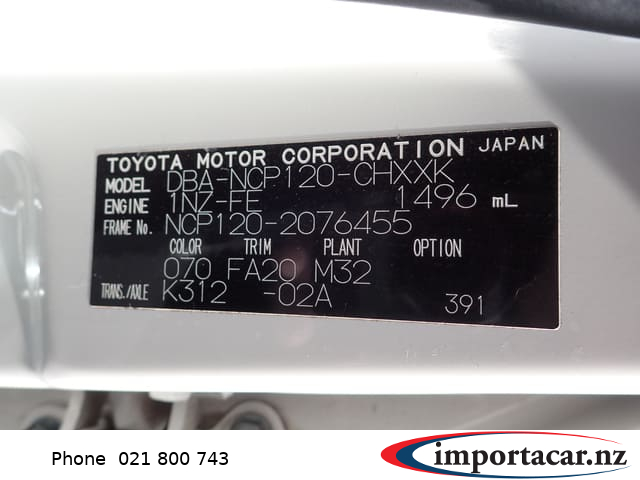 TOYOTA MOTOR CORPORATION JAPAN
MODEL DBA-NCP120-CHXXK
ENGINE 1NZ-FE 1496 mL
FRAME No. NCP120-2076455
COLOR TRIM PLANT OPTION
070 FA20 M32
TRANS./AXLE K312 -02A 391
Phone 021 800 743
importacar.nz